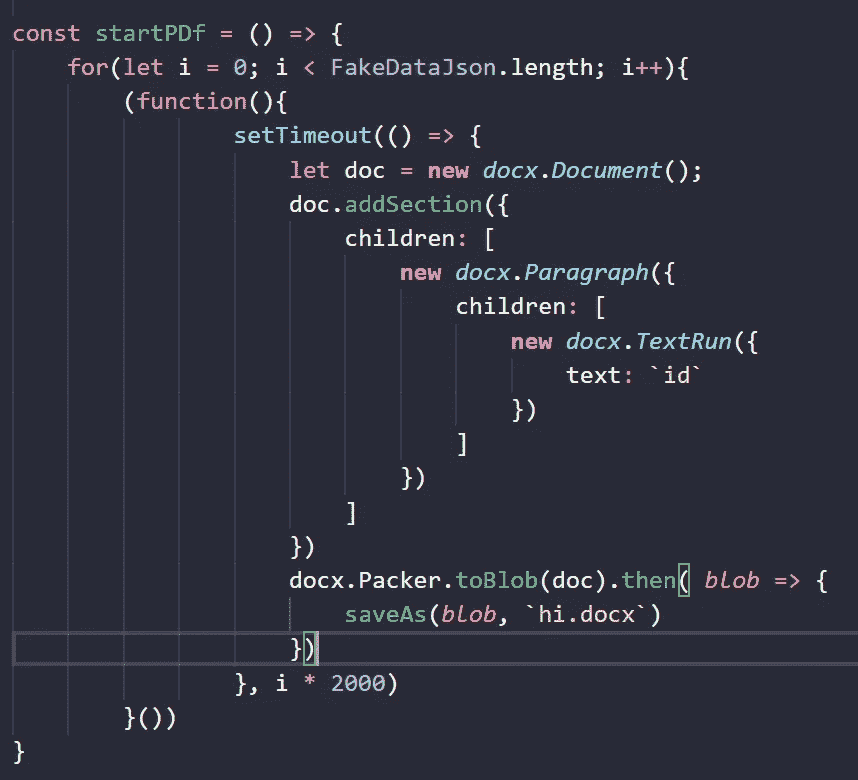 const startPDf = () => {
for(let i = 0; i < FakeDataJson.length; i++){
(function(){
setTimeout(() => {
let doc = new docx.Document();
doc.addSection({
children: [
new docx.Paragraph({
children: [
new docx.TextRun({
text: `id`
})
]
})
]
})
docx.Packer.toBlob(doc).then( blob => {
saveAs(blob, `hi.docx`)
})
}, i * 2000)
}())
}